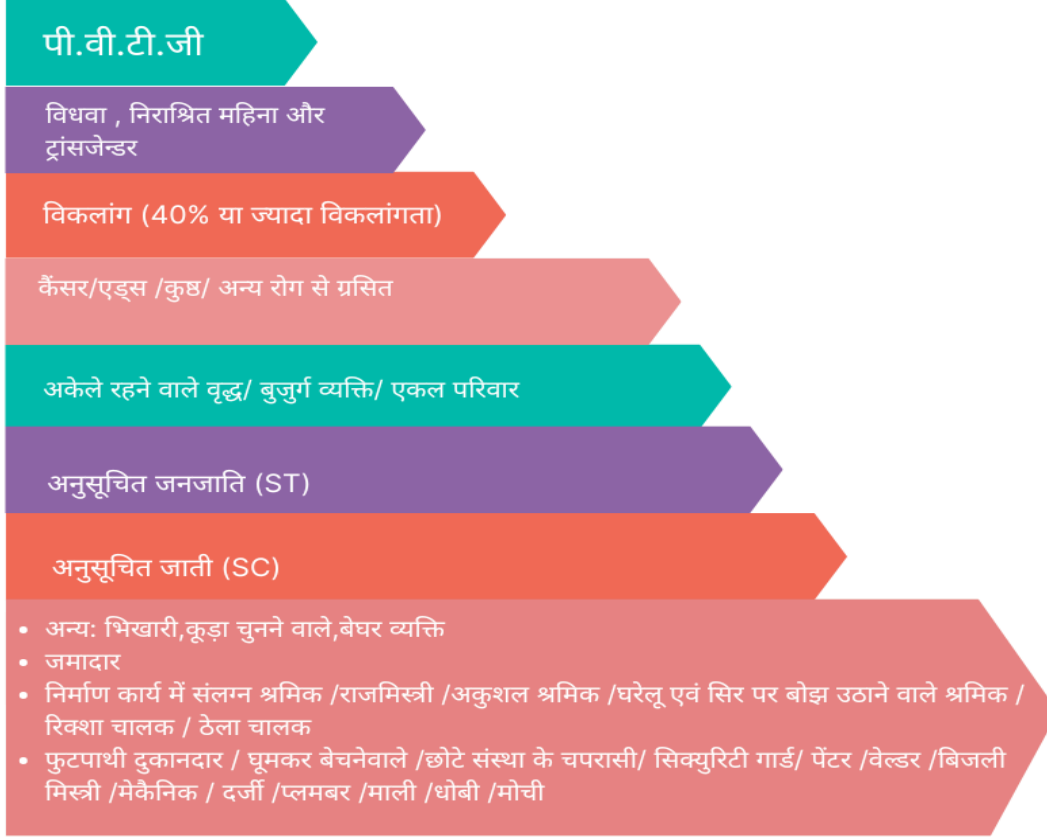 पी.वी.टी.जी
विधवा , निराश्रित महिना और
ट्रांसजेन्डर
विकलांग (40% या ज्यादा विकलांगता)
कैंसर/एड्स /कुष्ठ/ अन्य रोग से ग्रसित
अकेले रहने वाले वृद्ध/ बुजुर्ग व्यक्ति/ एकल परिवार
अनुसूचित जनजाति (ST)
अनुसूचित जाती (SC)
• अन्य: भिखारी,कूड़ा चुनने वाले,बेघर व्यक्ति
• जमादार
• निर्माण कार्य में संलग्न श्रमिक /राजमिस्त्री /अकुशल श्रमिक /घरेलू एवं सिर पर बोझ उठाने वाले श्रमिक /
रिक्शा चालक / ठेला चालक
• फुटपाथी दुकानदार / घूमकर बेचनेवाले /छोटे संस्था के चपरासी/ सिक्युरिटी गार्ड/ पेंटर /वेल्डर /बिजली
मिस्त्री /मेकैनिक / दर्जी /प्लमबर /माली /धोबी /मोची